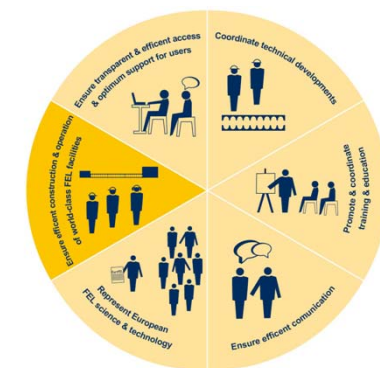 Ensure transparent & efficent access
& optimum support for users
Coordinate technical developments
Promote & coordinate
training & education
Ensure efficent comunication
Represent European
FEL science & technology
Ensure efficent construction & operation
of world-class FEL facilities